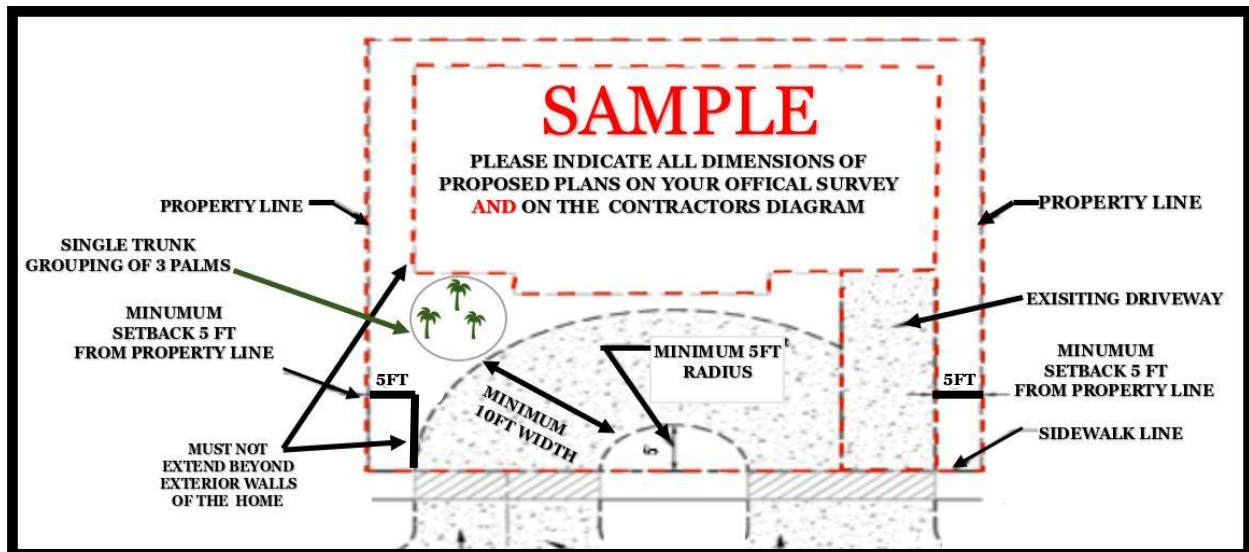 SAMPLE
PLEASE INDICATE ALL DIMENSIONS OF
PROPOSED PLANS ON YOUR OFFICAL SURVEY
AND ON THE CONTRACTORS DIAGRAM
PROPERTY LINE
SINGLE TRUNK
GROUPING OF 3 PALMS
MINUMUM
SETBACK 5 FT
FROM PROPERTY LINE
5FT
MUST NOT
EXTEND BEYOND
EXTERIOR WALLS
OF THE HOME
MINIMUM
10FT WIDTH
MINIMUM 5FT
RADIUS
5
PROPERTY LINE
EXISITING DRIVEWAY
MINUMUM
SETBACK 5 FT
FROM PROPERTY LINE
5FT
SIDEWALK LINE